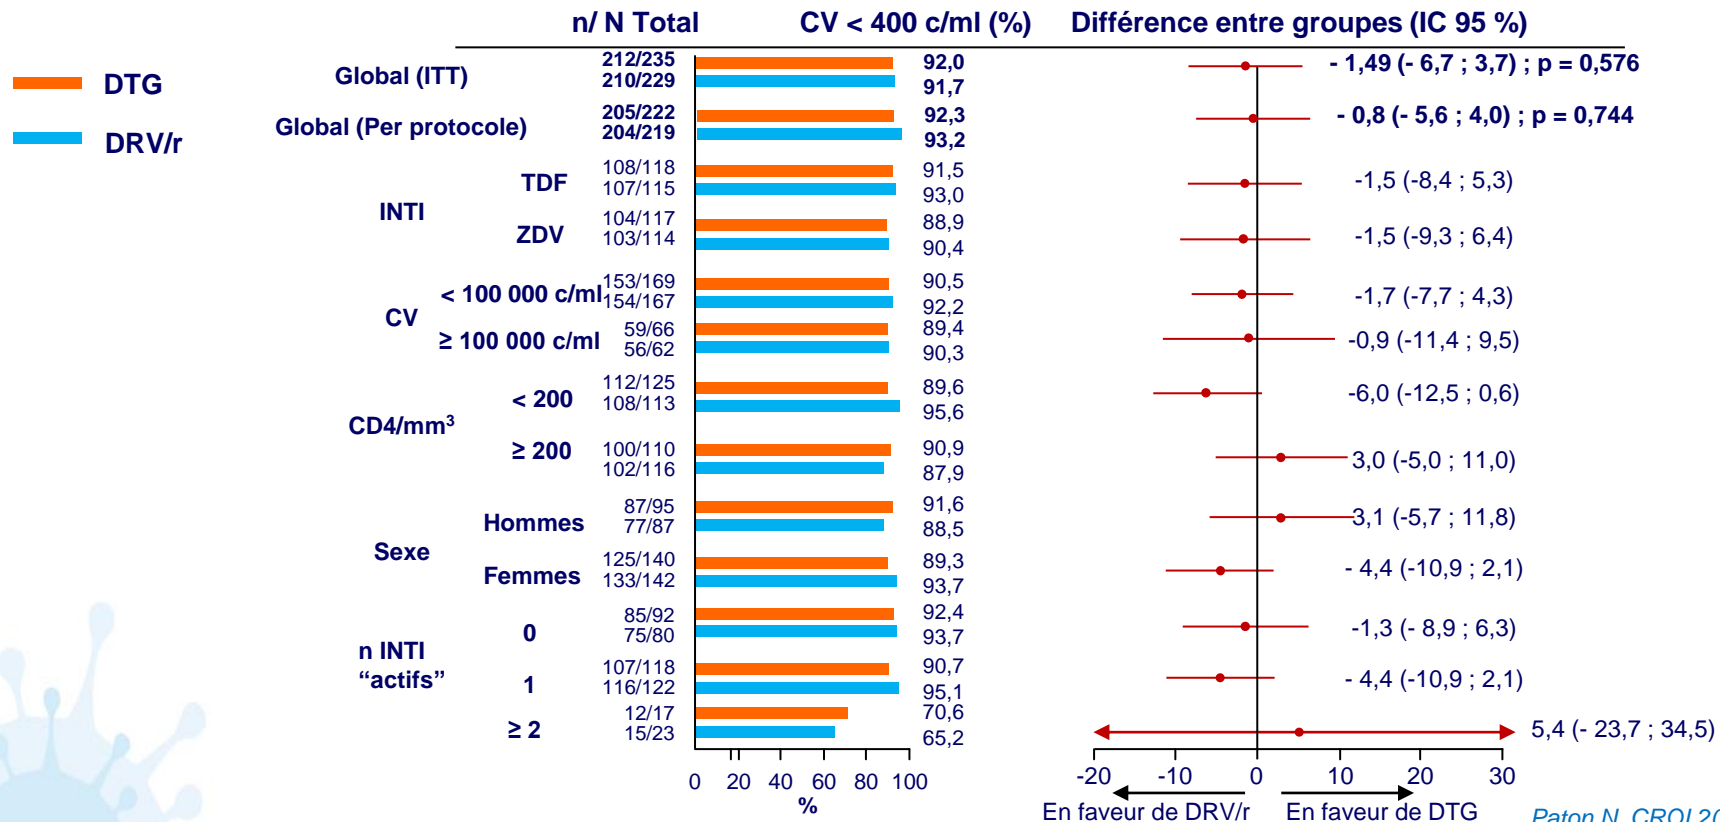 n/ N Total CV < 400 c/ml (%) Différence entre groupes (IC 95 %)
DTG
DRV/r
Global (ITT) 212/235 92,0 - 1,49 (- 6,7 ; 3,7) ; p = 0,576
210/229 91,7
Global (Per protocole) 205/222 92,3 - 0,8 (- 5,6 ; 4,0) ; p = 0,744
204/219 93,2
INTI
TDF 108/118 91,5 -1,5 (-8,4 ; 5,3)
107/115 93,0
ZDV 104/117 88,9 -1,5 (-9,3 ; 6,4)
103/114 90,4
CV
< 100 000 c/ml 153/169 90,5 -1,7 (-7,7 ; 4,3)
154/167 92,2
≥ 100 000 c/ml 59/66 89,4 -0,9 (-11,4 ; 9,5)
56/62 90,3
CD4/mm3
< 200 112/125 89,6 -6,0 (-12,5 ; 0,6)
108/113 95,6
≥ 200 100/110 90,9 3,0 (-5,0 ; 11,0)
102/116 87,9
Sexe
Hommes 87/95 91,6 3,1 (-5,7 ; 11,8)
77/87 88,5
Femmes 125/140 89,3 - 4,4 (-10,9 ; 2,1)
133/142 93,7
n INTI
“actifs”
0 85/92 92,4 -1,3 (- 8,9 ; 6,3)
75/80 93,7
1 107/118 90,7 - 4,4 (-10,9 ; 2,1)
116/122 95,1
≥ 2 12/17 70,6 5,4 (- 23,7 ; 34,5)
15/23 65,2
0 20 40 60 80 100
%
-20 -10 0 10 20 30
En faveur de DRV/r En faveur de DTG
Paton N, CROI